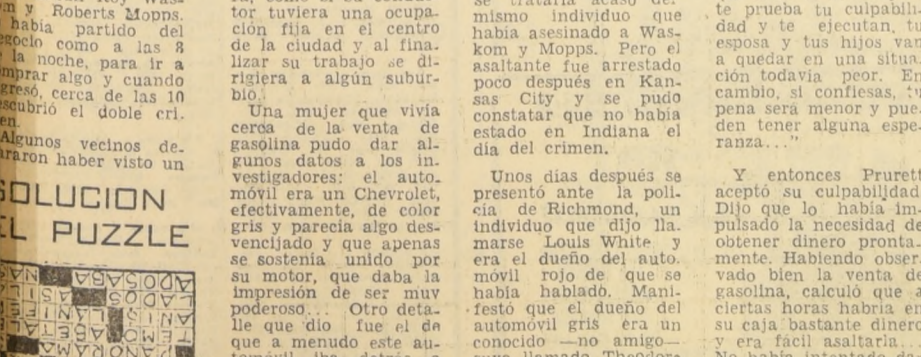 y Roberts Mopps.
había partido del
como a las 8
la noche, para ir a
algo y cuando
cerca de las 10
el doble cri.
Algunos vecinos de-
haber visto un
SOLUCION
PUZZLE
tor tuviera una ocupa-
ción fija en el centro
de la ciudad y al fina-
lizar su trabajo se di-
rigiera a algún subur-
bio.
Una mujer que vivía
cerca de la venta de
gasolina pudo dar al-
gunos datos a los in-
vestigadores: el auto-
móvil era un Chevrolet,
efectivamente, de color
gris y parecía algo des-
vencijado y que apenas
se sostenía unido por
su motor, que daba la
impresión de ser muy
poderoso... Otro deta-
lle que dio fue el de
que a menudo este au-
mismo individuo que
había asesinado a Was-
kom y Mopps. Pero el
asaltante fue arrestado
poco después en Kan-
sas City y se pudo
constatar que no había
estado en Indiana el
día del crimen.
Unos días después se
presentó ante la poli-
cía de Richmond, un
individuo que dijo lla-
marse Louis White y
era el dueño del auto.
móvil rojo de que se
había hablado. Mani-
festó que el dueño del
automóvil gris era un
conocido —no amigo—
te prueba tu culpabili-
dad y te ejecutan, tu
esposa y tus hijos van
a quedar en una situa.
ción todavía peor. En
cambio, si confiesas, tu
pena será menor y pue.
den tener alguna espe-
ranza..."
Y entonces Prurett
aceptó su culpabilidad
Dijo que lo había im-
pulsado la necesidad de
obtener dinero pronta-
mente. Habiendo obser-
vado bien la venta de
gasolina, calculó que a
ciertas horas habría en
su caja bastante dinero
y era fácil asaltarla..